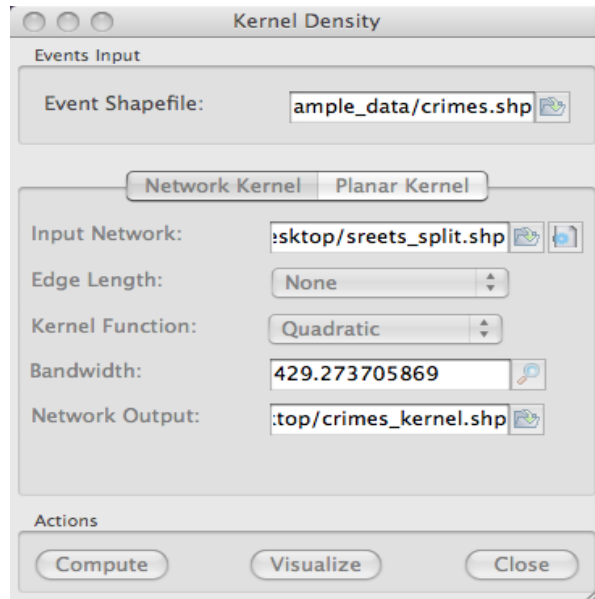 Kernel Density
Events Input
Event Shapefile: ample_data/crimes.shp
Network Kernel Planar Kernel
Input Network: esktop/sreets_split.shp
Edge Length: None
Kernel Function: Quadratic
Bandwidth: 429.273705869
Network Output: :top/crimes_kernel.shp
Actions
Compute Visualize Close